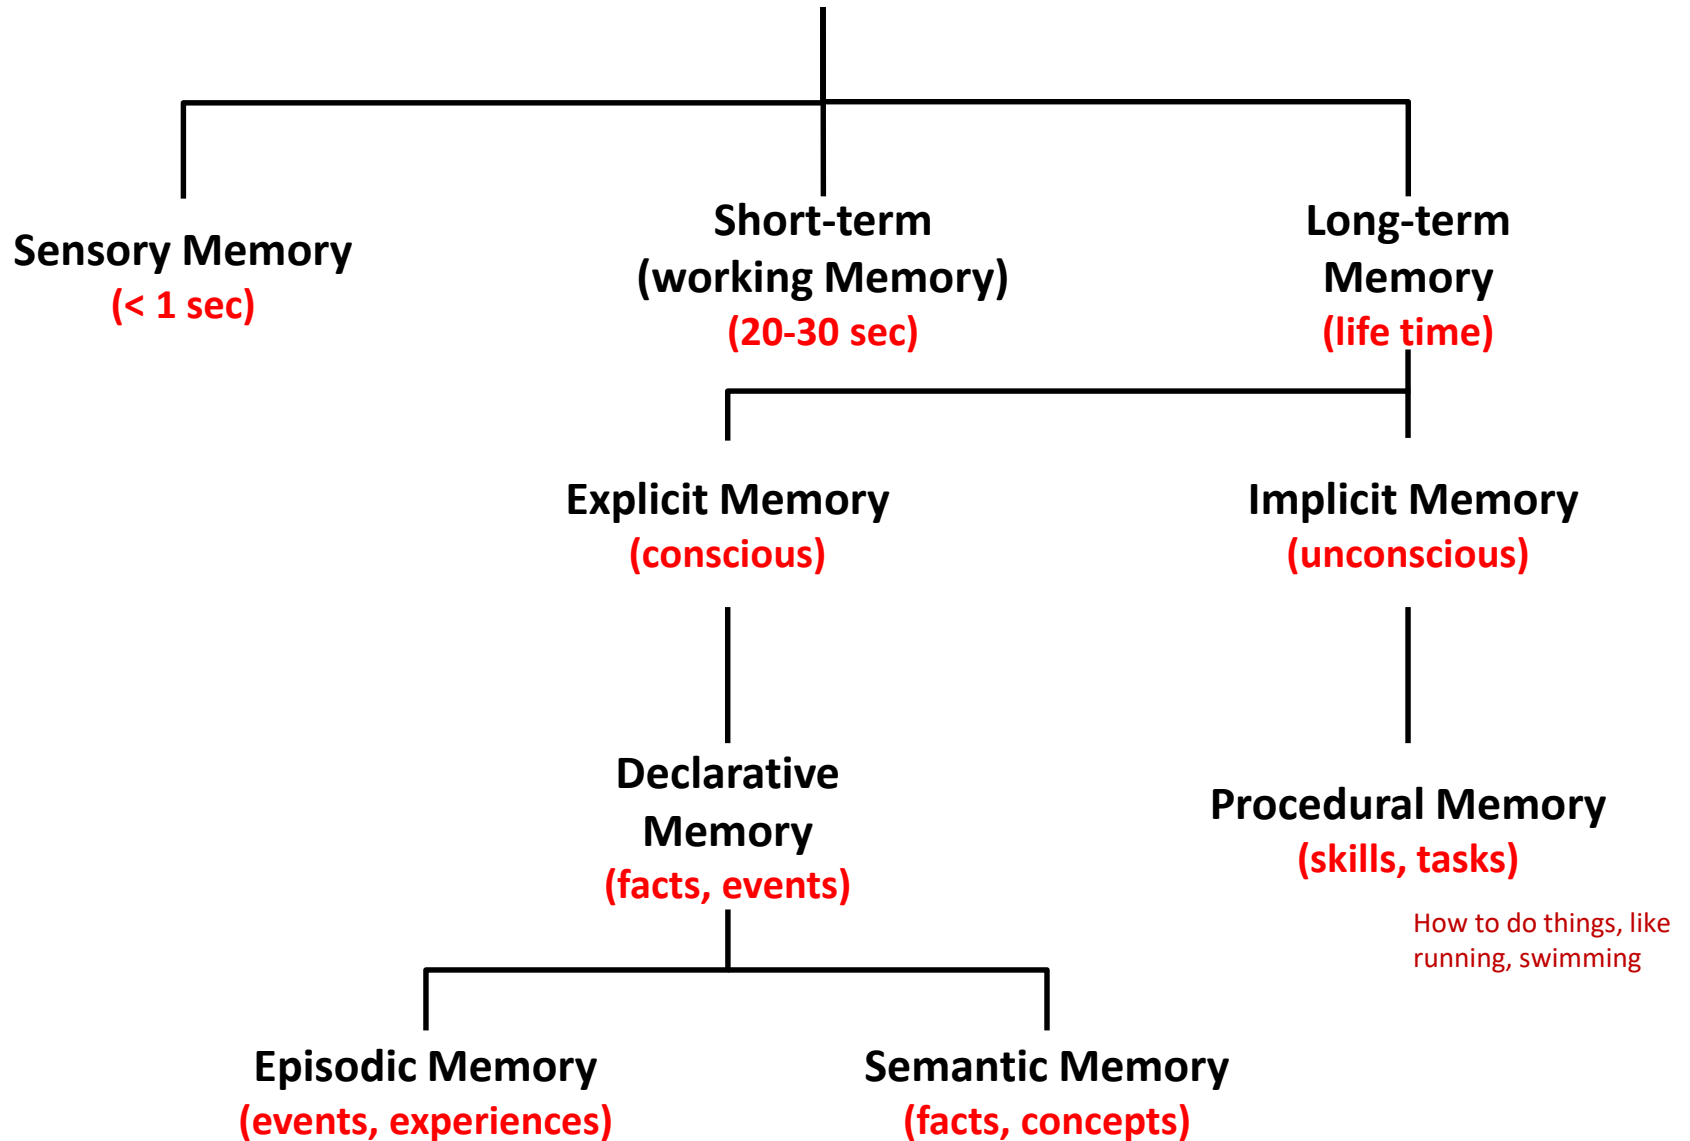 Sensory Memory
(< 1 sec)
Short-term
(working Memory)
(20-30 sec)
Long-term
Memory
(life time)
Explicit Memory
(conscious)
Implicit Memory
(unconscious)
Declarative
Memory
(facts, events)
Procedural Memory
(skills, tasks)
How to do things, like
running, swimming
Episodic Memory
(events, experiences)
Semantic Memory
(facts, concepts)